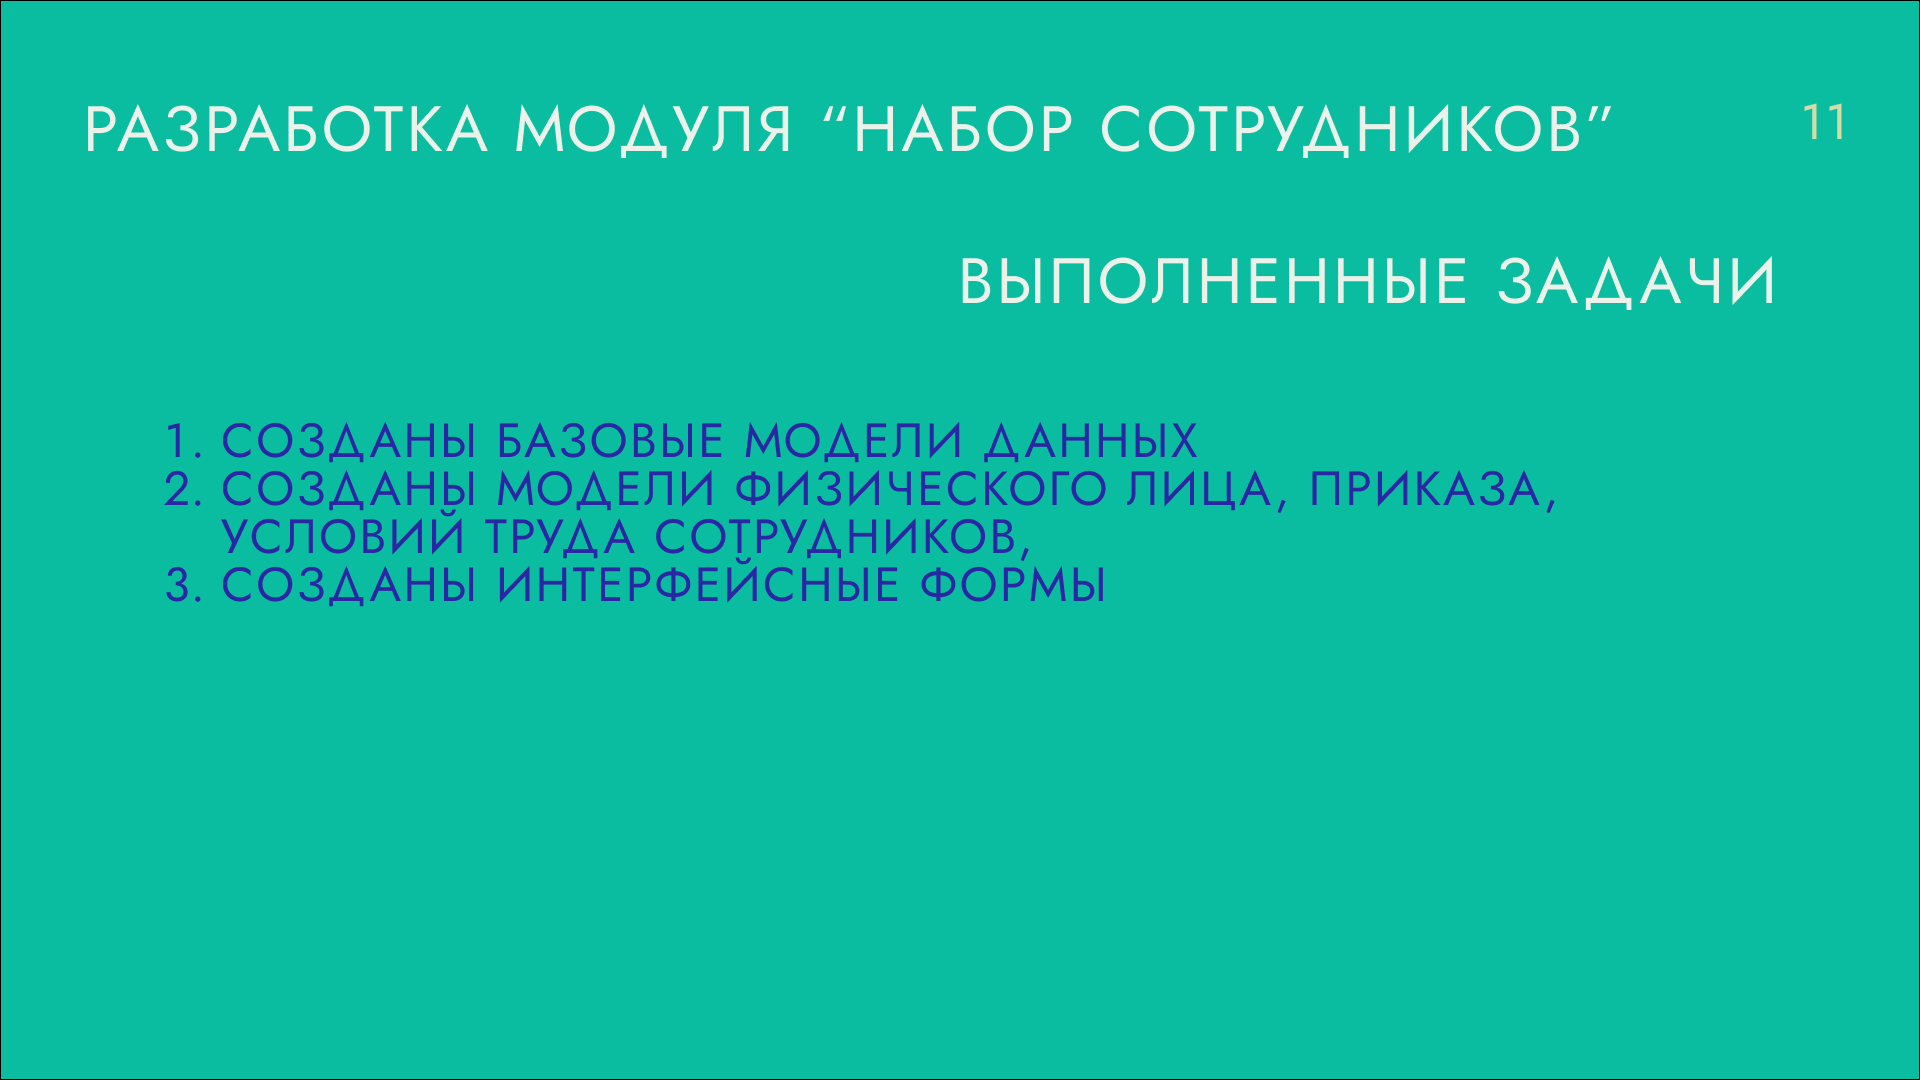 РАЗРАБОТКА МОДУЛЯ “НАБОР СОТРУДНИКОВ”
11
ВЫПОЛНЕННЫЕ ЗАДАЧИ
1. СОЗДАНЫ БАЗОВЫЕ МОДЕЛИ ДАННЫХ
2. СОЗДАНЫ МОДЕЛИ ФИЗИЧЕСКОГО ЛИЦА, ПРИКАЗА,
УСЛОВИЙ ТРУДА СОТРУДНИКОВ,
3. СОЗДАНЫ ИНТЕРФЕЙСНЫЕ ФОРМЫ